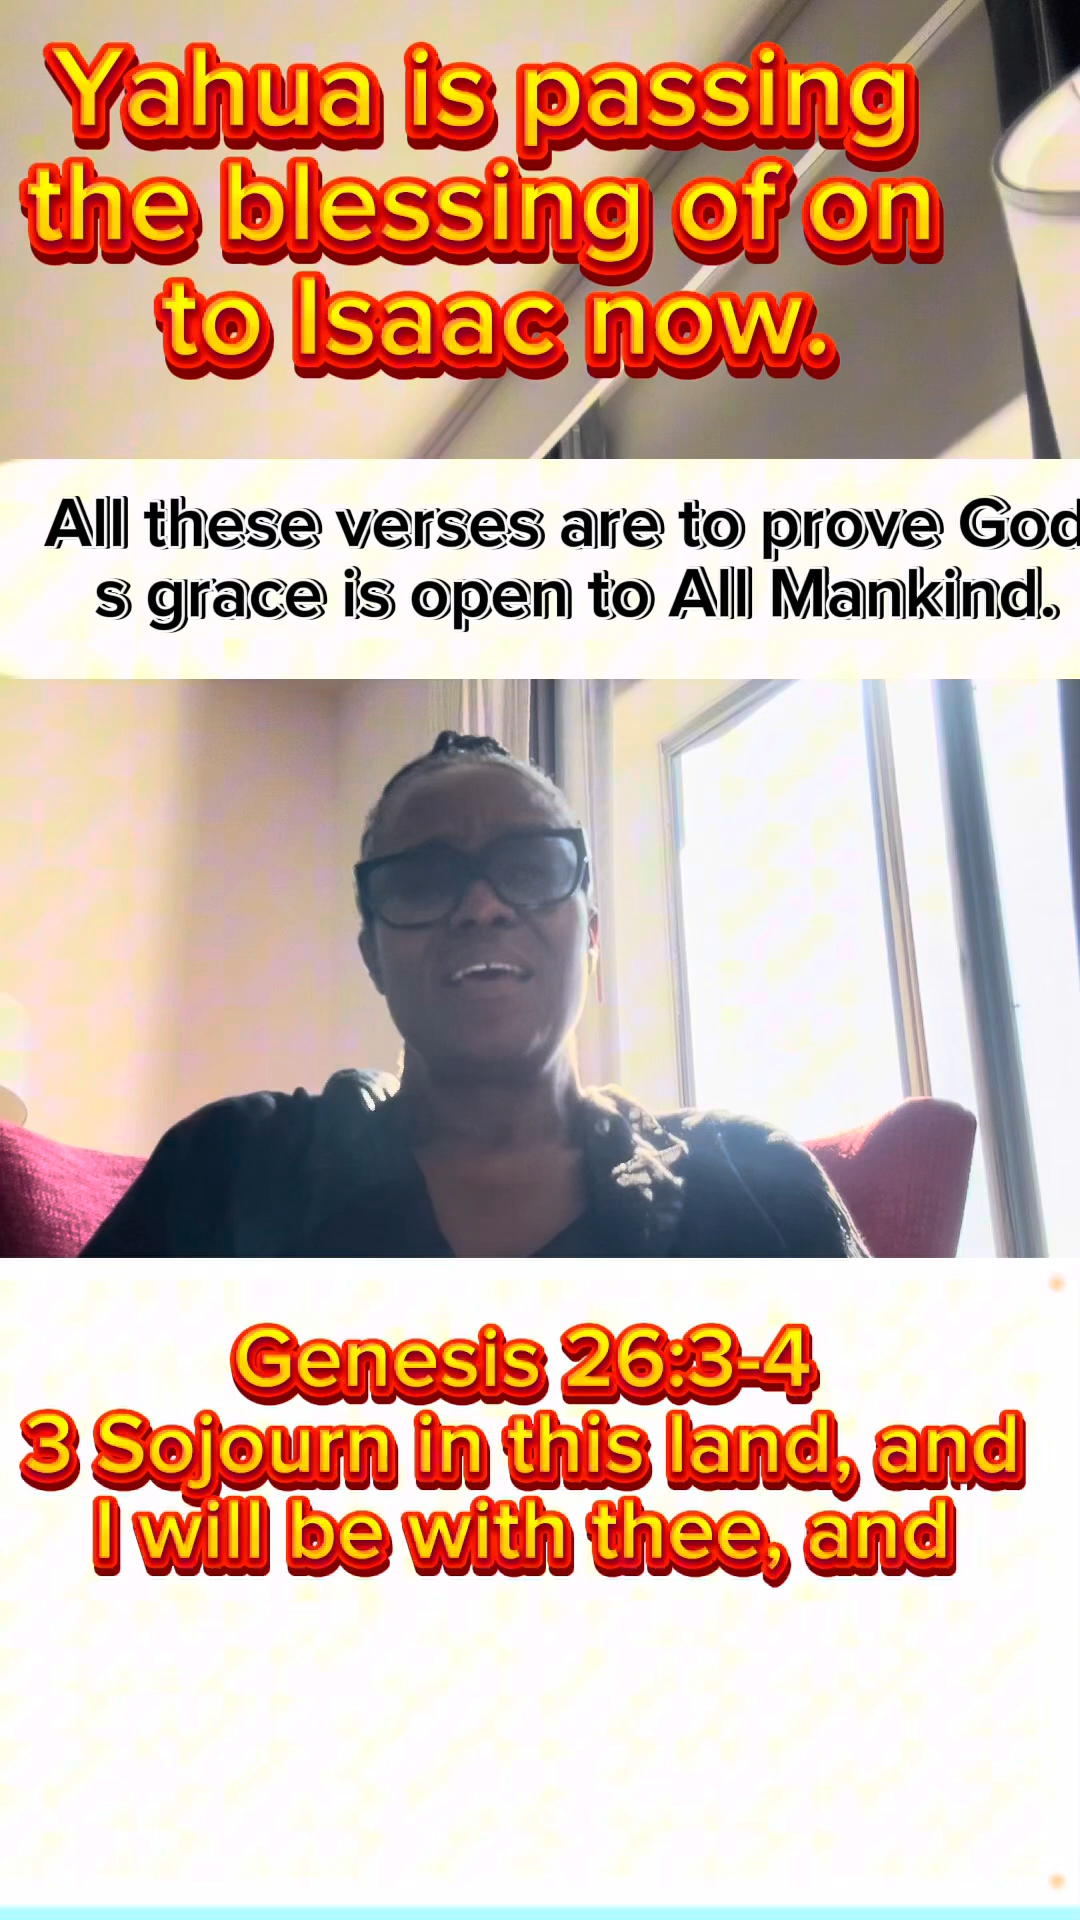 Yahua is passing
the blessing of on
to Isaac now.
All these verses are to prove God
s grace is open to All Mankind.
Genesis 26:3-4
3 Sojourn in this land, and
I will be with thee, and